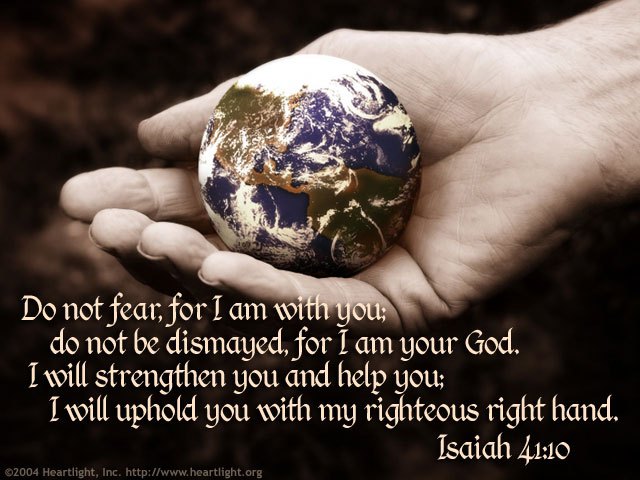 Do not fear, for I am with you;
do not be dismayed, for I am your God.
I will strengthen you and help you;
I will uphold you with my righteous right hand.
Isaiah 41:10
©2004 Heartlight, Inc. http://www.heartlight.org